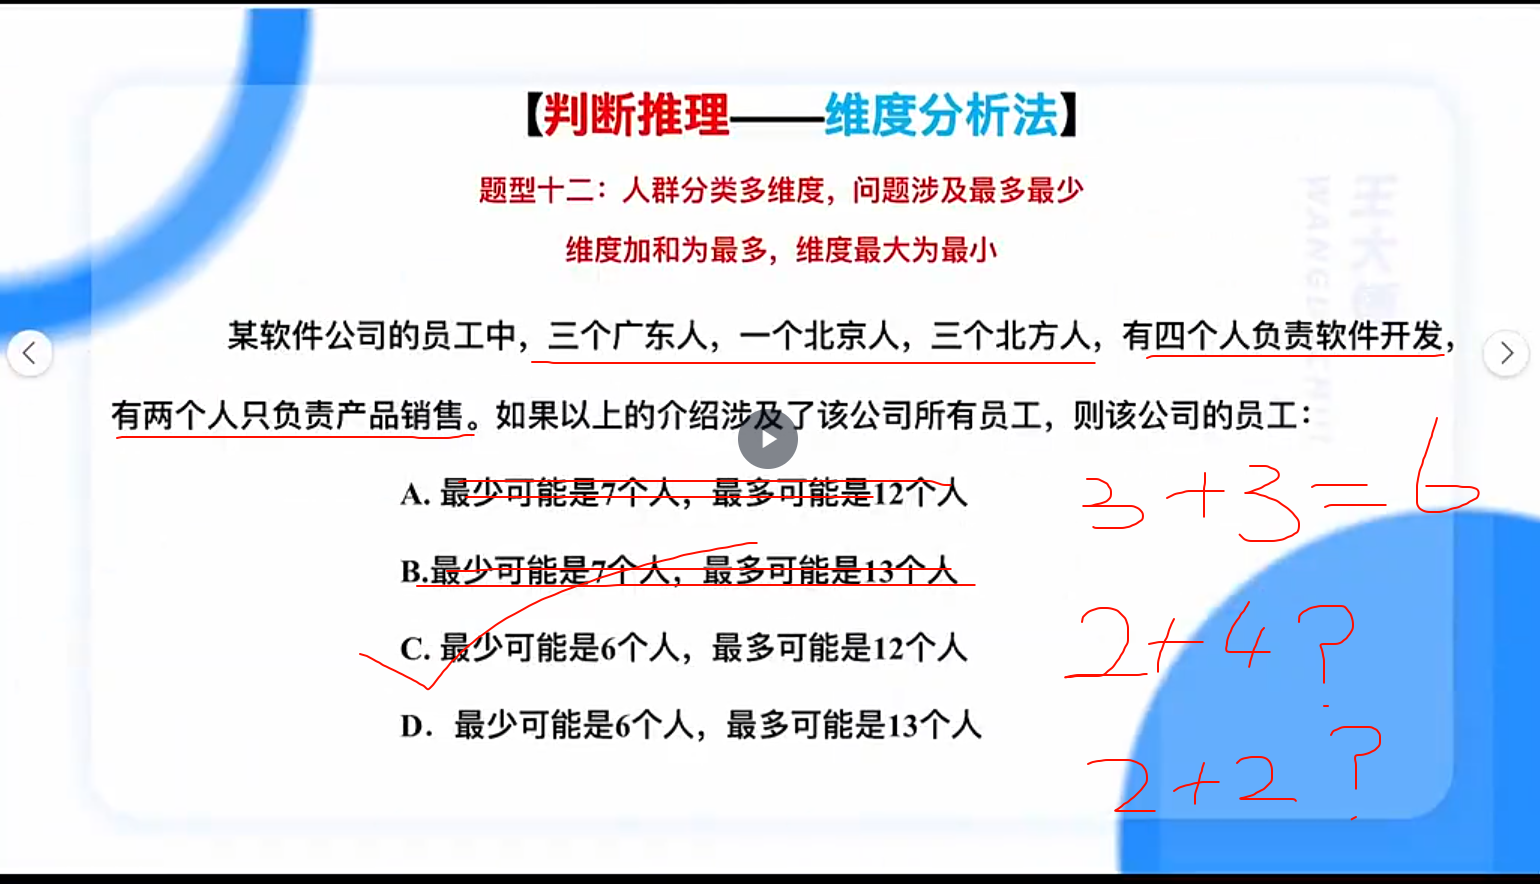 【判断推理——维度分析法】
题型十二：人群分类多维度，问题涉及最多最少
维度加和为最多，维度最大为最小
某软件公司的员工中，三个广东人，一个北京人，三个北方人，有四个人负责软件开发，
有两个人只负责产品销售。如果以上的介绍涉及了该公司所有员工，则该公司的员工：
A. 最少可能是7个人，最多可能是12个人
B.最少可能是7个人，最多可能是13个人
C. 最少可能是6个人，最多可能是12个人
D. 最少可能是6个人，最多可能是13个人
3+3=6
2+4?
2+2?